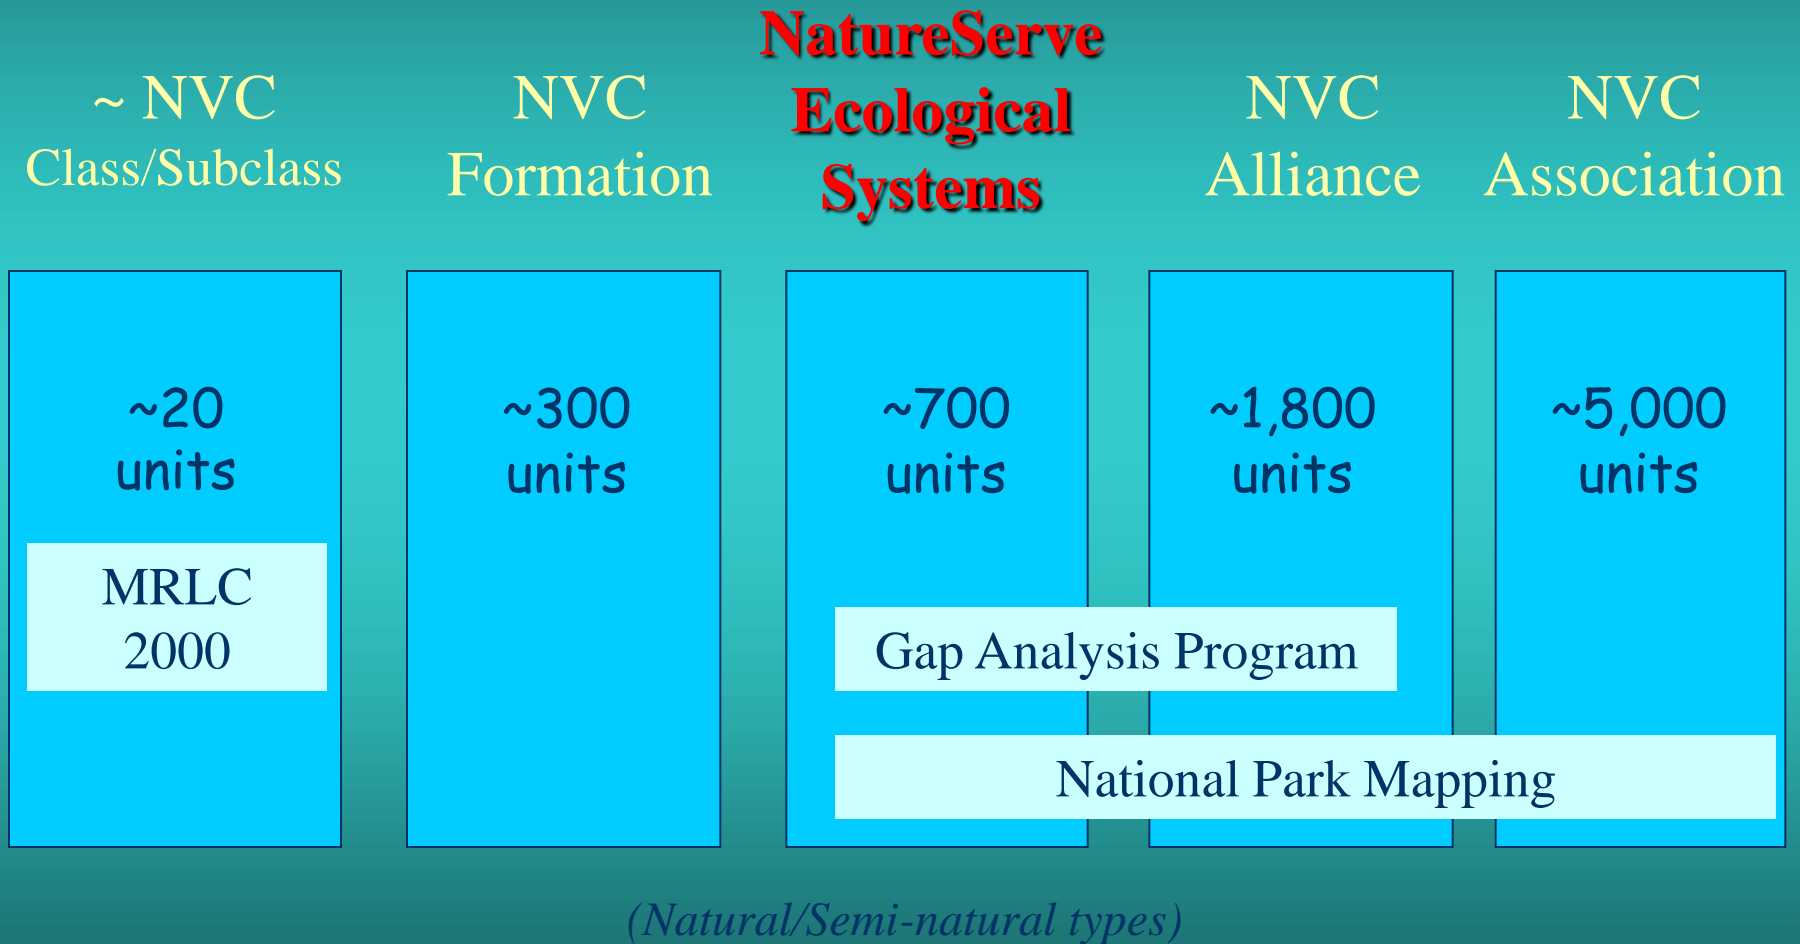 ~ NVC
Class/Subclass
NVC
Formation
NatureServe
Ecological
Systems
NVC
Alliance
NVC
Association
~20
units
~300
units
~700
units
~1,800
units
~5,000
units
MRLC
2000
Gap Analysis Program
National Park Mapping
(Natural/Semi-natural types)